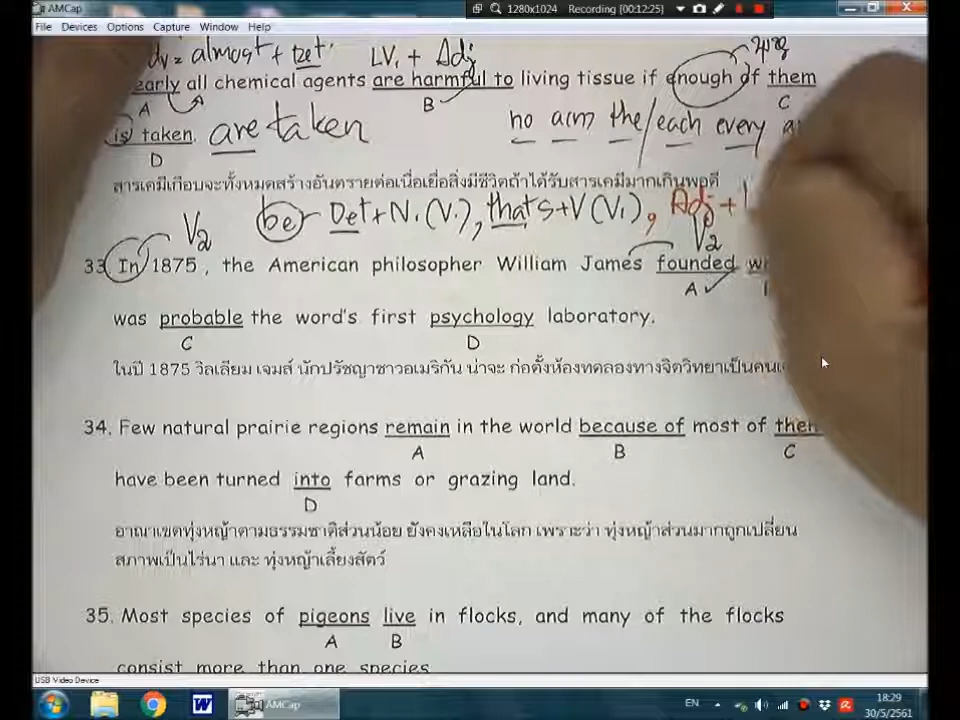 AMCap
1280x1024 Recording [00:12:25]
File Devices Options Capture Window Help
= almost + Det. LV. + Adj
early all chemical agents are harmful to living tissue if enough of them
A B C
is taken. are taken no acm the/each every
D
สารเคมีเกือบจะทั้งหมดสร้างอันตรายต่อเนื้อเยื่อสิ่งมีชีวิตถ้าได้รับสารเคมีมากเกินพอดี
V2 Det + N. (V.), that S + V (V1), Adj +
V2
33. In 1875, the American philosopher William James founded
A
was probable the word's first psychology laboratory.
C D
ในปี 1875 วิลเลียม เจมส์ นักปรัชญาชาวอเมริกัน น่าจะ ก่อตั้งห้องทดลองทางจิตวิทยาเป็นคน
34. Few natural prairie regions remain in the world because of most of
A B C
have been turned into farms or grazing land.
D
อาณาเขตทุ่งหญ้าตามธรรมชาติส่วนน้อย ยังคงเหลือในโลก เพราะว่า ทุ่งหญ้าส่วนมากถูกเปลี่ยน
สภาพเป็นไร่นา และ ทุ่งหญ้าเลี้ยงสัตว์
35. Most species of pigeons live in flocks, and many of the flocks
A B
consist more than one species
USB Video Device
AMCap
EN
18:29
30/5/2561